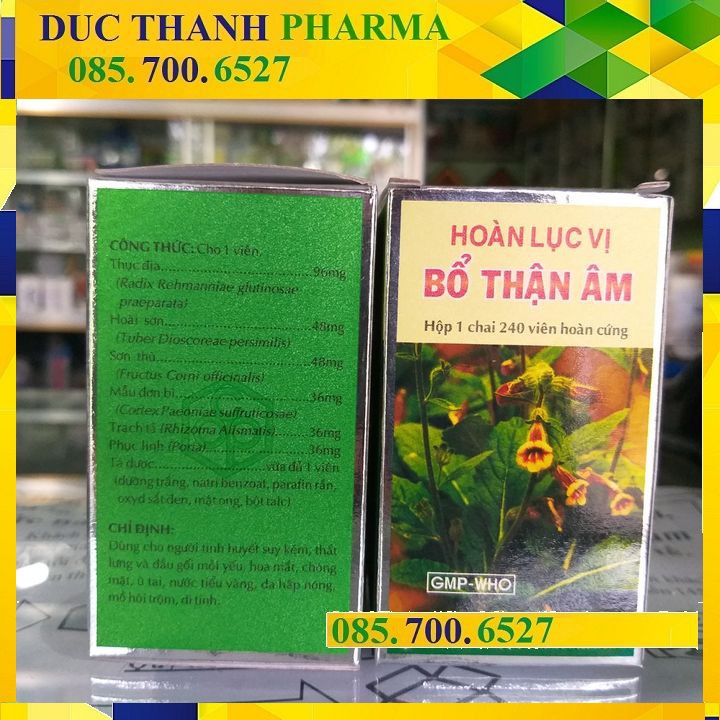 DUC THANH PHARMA
085. 700. 6527
CÔNG THỨC: Cho 1 viên,
Thục địa...............................96mg
(Radix Rehmanniae glutinosae
praeparata)
Hoài sơn...............................48mg
(Tuber Dioscoreae persimilis)
Sơn thù................................48mg
(Fructus Corni officinalis)
Mẫu đơn bì.............................36mg
(Cortex Paeoniae suffruticosae)
Trạch tả (Rhizoma Alismatis).......36mg
Phục linh (Poria).....................36mg
Tá dược.......................vừa đủ 1 viên
(đường trắng, natri benzoat, parafin rắn,
oxyd sắt đen, mật ong, bột talc)
CHỈ ĐỊNH:
Dùng cho người tinh huyết suy kém, thắt
lưng và đầu gối mỏi yếu, hoa mắt, chóng
mặt, ù tai, nước tiểu vàng, da hấp nóng,
mồ hôi trộm, di tinh.
HOÀN LỤC VỊ
BỔ THẬN ÂM
Hộp 1 chai 240 viên hoàn cứng
GMP-WHO
085. 700. 6527